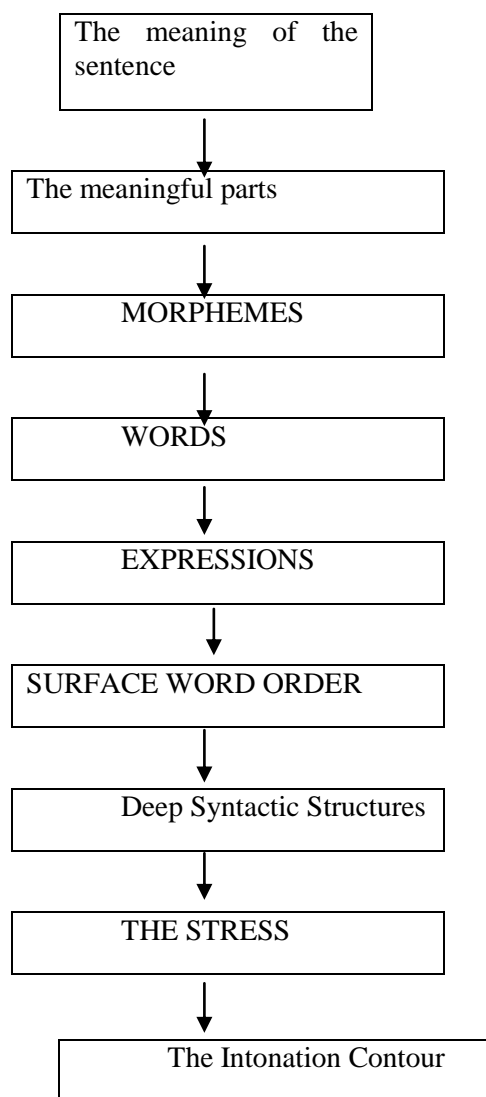 The meaning of the
sentence
The meaningful parts
MORPHEMES
WORDS
EXPRESSIONS
SURFACE WORD ORDER
Deep Syntactic Structures
THE STRESS
The Intonation Contour